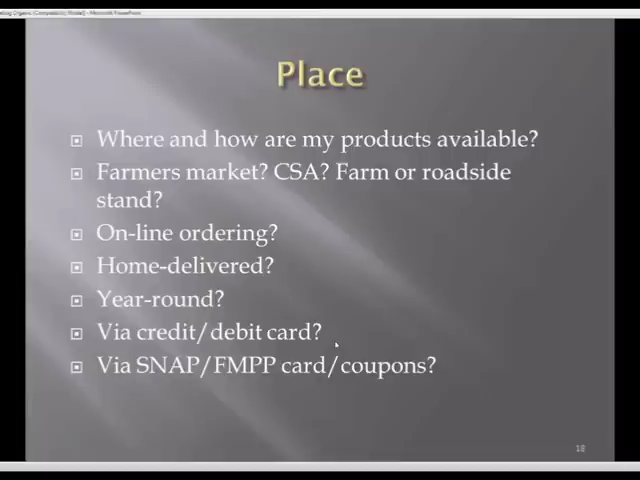 Place
Where and how are my products available?
Farmers market? CSA? Farm or roadside
stand?
On-line ordering?
Home-delivered?
Year-round?
Via credit/debit card?
Via SNAP/FMPP card/coupons?
18